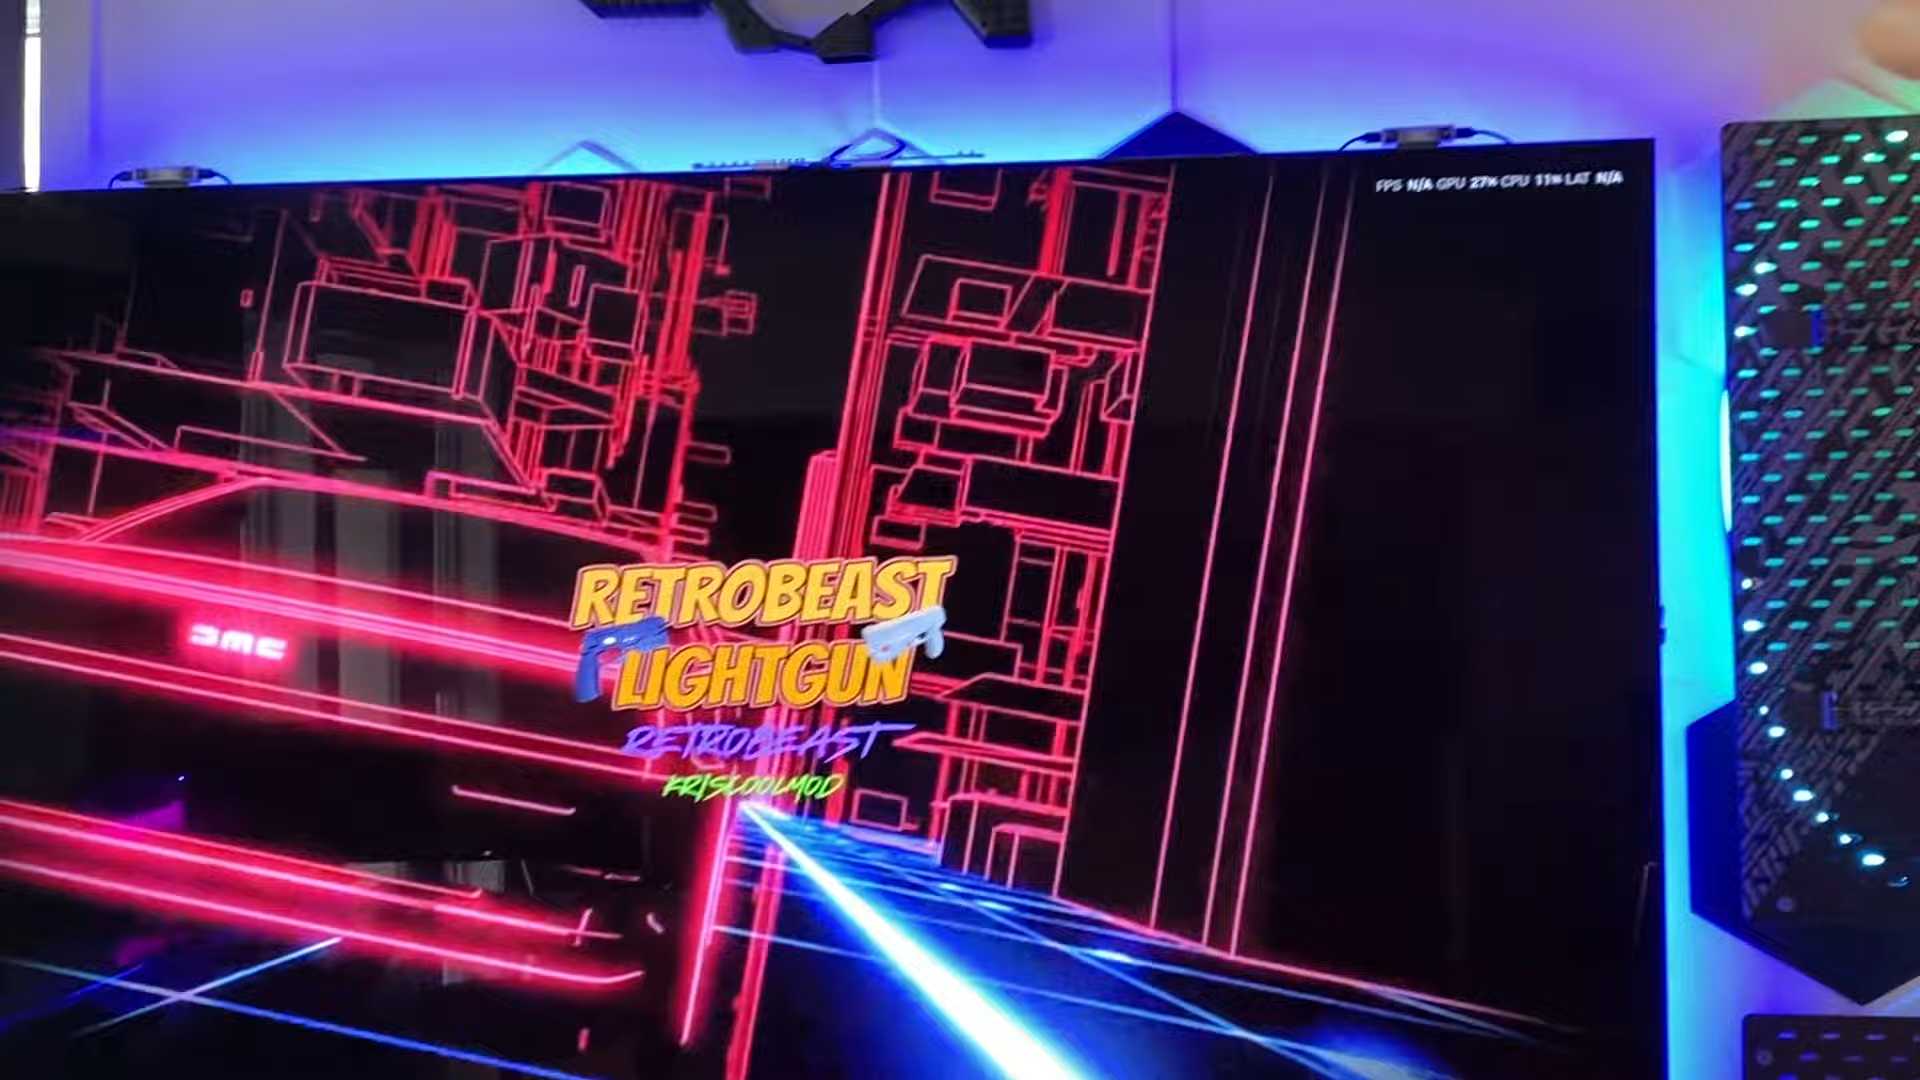 FPS N/A GPU 27% CPU 11% LAT N/A
RETROBEAST
LIGHTGUN
RETROBEAST
KRISCOOLMOD
DMC